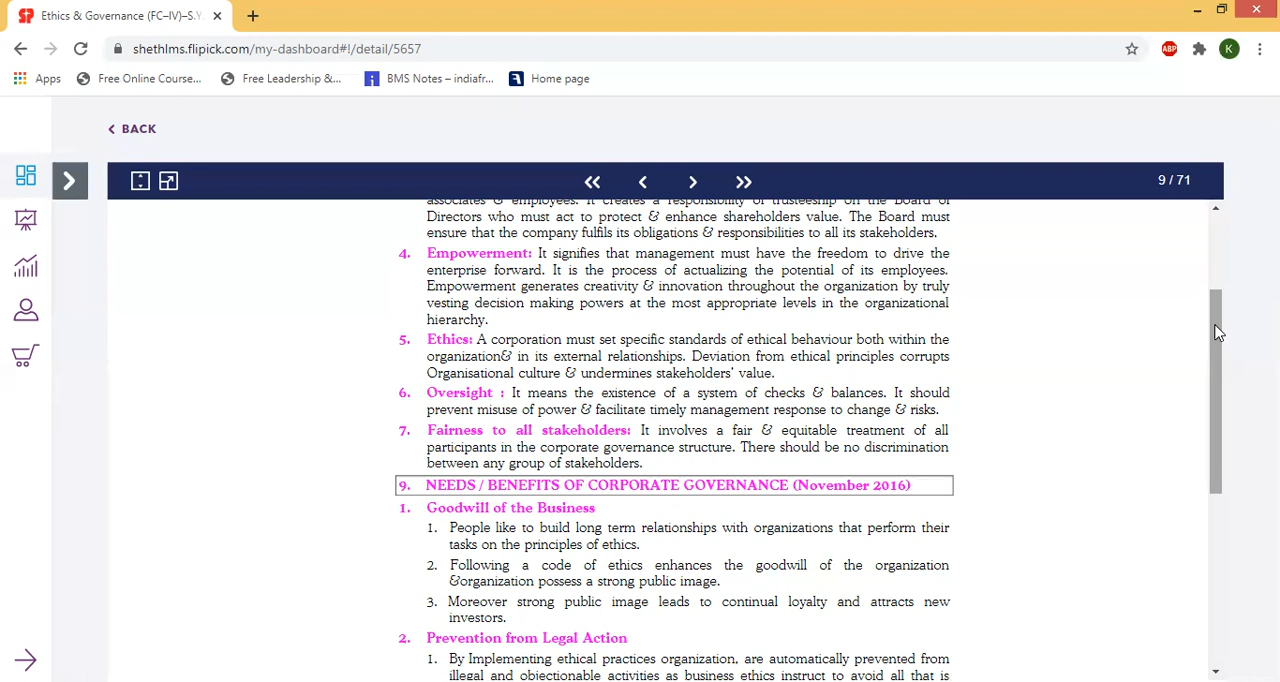 Ethics & Governance (FC–IV)–S.Y.
shethlms.flipick.com/my-dashboard#!/detail/5657
ABP
K
Apps
Free Online Course...
Free Leadership &...
BMS Notes – indiafr...
Home page
BACK
9 / 71
associates & employees. It creates a responsibility of trusteeship on the Board of
Directors who must act to protect & enhance shareholders value. The Board must
ensure that the company fulfils its obligations & responsibilities to all its stakeholders.
4. Empowerment: It signifies that management must have the freedom to drive the
enterprise forward. It is the process of actualizing the potential of its employees.
Empowerment generates creativity & innovation throughout the organization by truly
vesting decision making powers at the most appropriate levels in the organizational
hierarchy.
5. Ethics: A corporation must set specific standards of ethical behaviour both within the
organization& in its external relationships. Deviation from ethical principles corrupts
Organisational culture & undermines stakeholders' value.
6. Oversight : It means the existence of a system of checks & balances. It should
prevent misuse of power & facilitate timely management response to change & risks.
7. Fairness to all stakeholders: It involves a fair & equitable treatment of all
participants in the corporate governance structure. There should be no discrimination
between any group of stakeholders.
9. NEEDS / BENEFITS OF CORPORATE GOVERNANCE (November 2016)
1. Goodwill of the Business
1. People like to build long term relationships with organizations that perform their
tasks on the principles of ethics.
2. Following a code of ethics enhances the goodwill of the organization
&organization possess a strong public image.
3. Moreover strong public image leads to continual loyalty and attracts new
investors.
2. Prevention from Legal Action
1. By Implementing ethical practices organization, are automatically prevented from
illegal and objectionable activities as business ethics instruct to avoid all that is